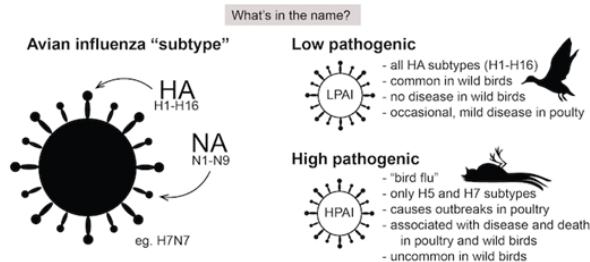 What's in the name?
Avian influenza "subtype"
HA
H1-H16
NA
N1-N9
eg. H7N7
Low pathogenic
LPAI
- all HA subtypes (H1-H16)
- common in wild birds
- no disease in wild birds
- occasional, mild disease in poulty
High pathogenic
HPAI
- "bird flu"
- only H5 and H7 subtypes
- causes outbreaks in poultry
- associated with disease and death
in poultry and wild birds
- uncommon in wild birds